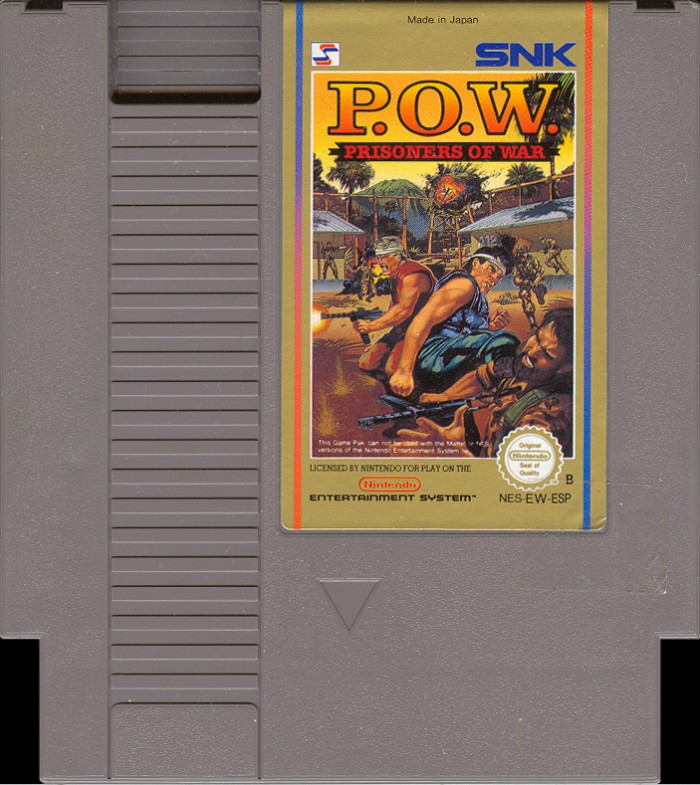 Made in Japan
SNK
P.O.W.
PRISONERS OF WAR
This Game Pak can not be used with the Mattel or NES
versions of the Nintendo Entertainment System
LICENSED BY NINTENDO FOR PLAY ON THE
Nintendo
ENTERTAINMENT SYSTEM™
Original
Nintendo
Seal of
Quality
B
NES-EW-ESP